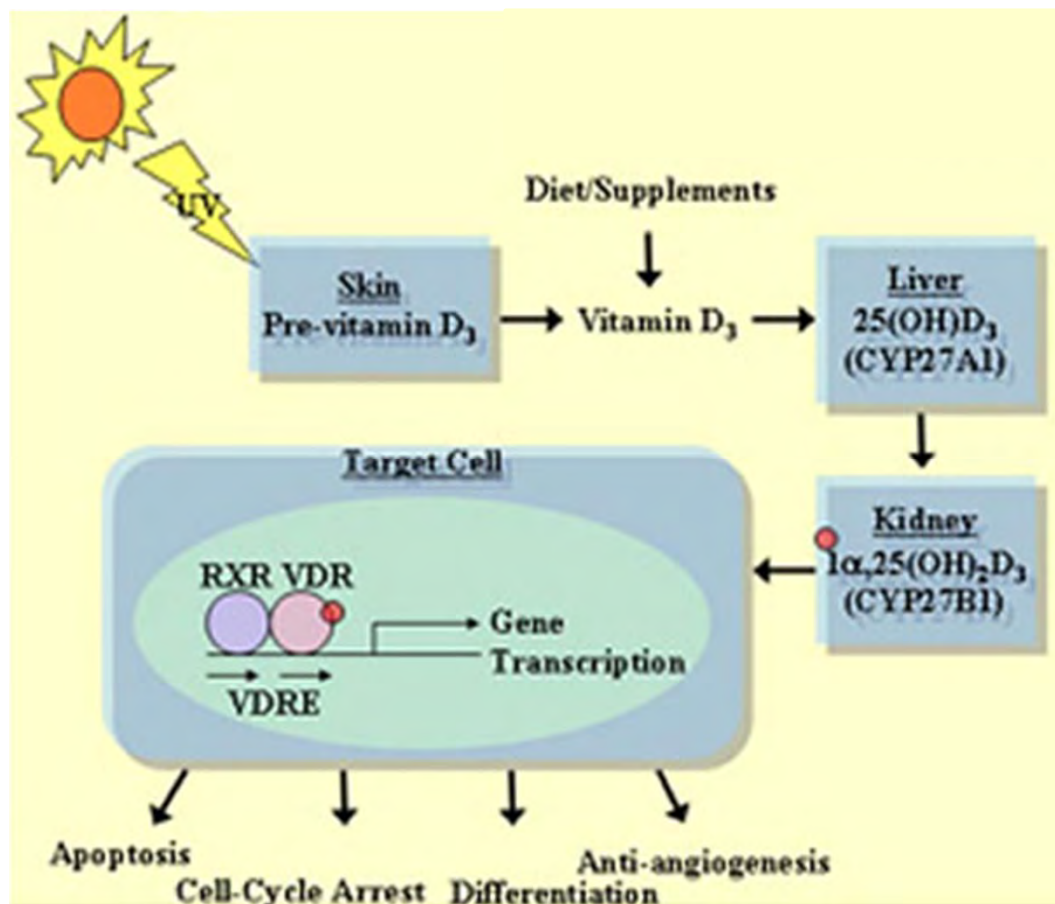 UV
Diet/Supplements
Skin
Pre-vitamin D₃
Vitamin D₃
Liver
25(OH)D₃
(CYP27A1)
Kidney
1α,25(OH)₂D₃
(CYP27B1)
Target Cell
RXR VDR
Gene
Transcription
VDRE
Apoptosis
Cell-Cycle Arrest
Differentiation
Anti-angiogenesis